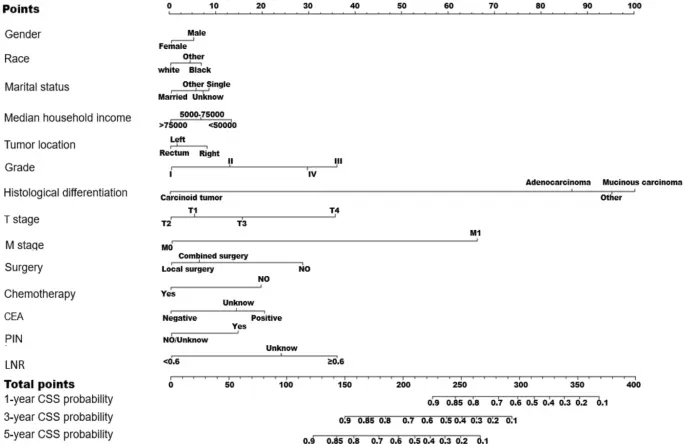 Points 0 10 20 30 40 50 60 70 80 90 100
Male
Gender
Female
Other
Race
white Black
Other Single
Marital status
Married Unknow
5000-75000
Median household income
>75000 <50000
Left
Tumor location
Rectum Right
II III
Grade
I IV
Adenocarcinoma Mucinous carcinoma
Histological differentiation
Carcinoid tumor Other
T1 T4
T stage
T2 T3
M1
M stage
M0
Combined surgery
Surgery
Local surgery NO
NO
Chemotherapy
Yes
Unknow
CEA
Negative Positive
Yes
PIN
NO/Unknow
Unknow
LNR
<0.6 ≥0.6
Total points 0 50 100 150 200 250 300 350 400
1-year CSS probability
0.9 0.85 0.8 0.7 0.6 0.5 0.4 0.3 0.2 0.1
3-year CSS probability
0.9 0.85 0.8 0.7 0.6 0.5 0.4 0.3 0.2 0.1
5-year CSS probability
0.9 0.85 0.8 0.7 0.6 0.5 0.4 0.3 0.2 0.1